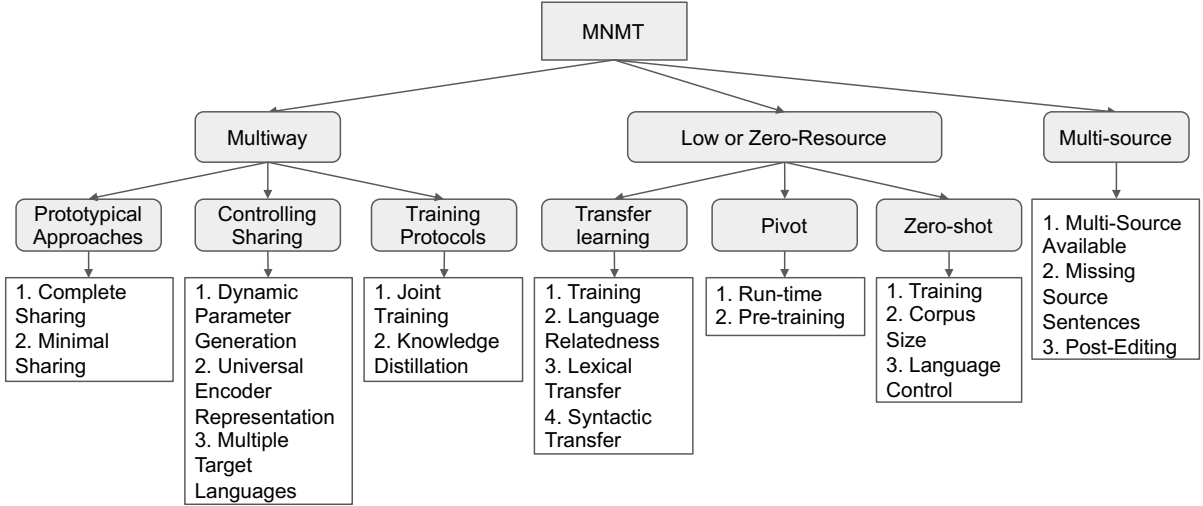 MNMT
Multiway
Low or Zero-Resource
Multi-source
Prototypical
Approaches
Controlling
Sharing
Training
Protocols
Transfer
learning
Pivot
Zero-shot
1. Complete
Sharing
2. Minimal
Sharing
1. Dynamic
Parameter
Generation
2. Universal
Encoder
Representation
3. Multiple
Target
Languages
1. Joint
Training
2. Knowledge
Distillation
1. Training
2. Language
Relatedness
3. Lexical
Transfer
4. Syntactic
Transfer
1. Run-time
2. Pre-training
1. Training
2. Corpus
Size
3. Language
Control
1. Multi-Source
Available
2. Missing
Source
Sentences
3. Post-Editing